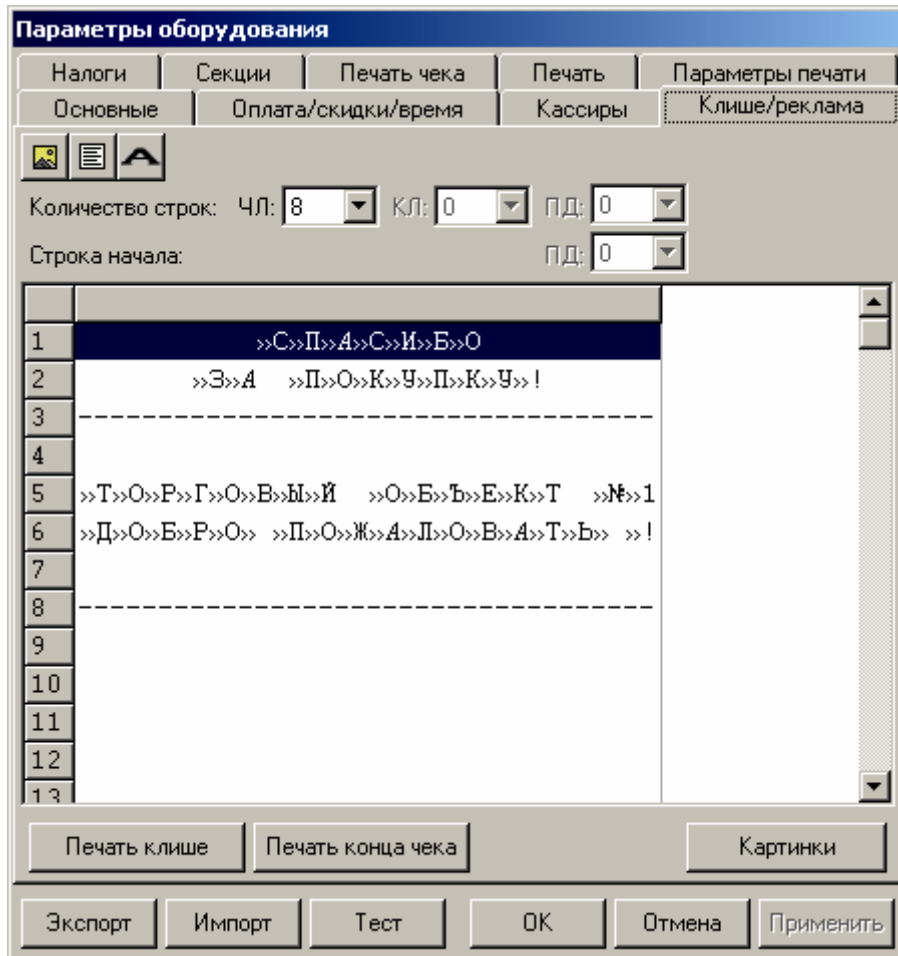 Параметры оборудования
Налоги Секции Печать чека Печать Параметры печати
Основные Оплата/скидки/время Кассиры Клише/реклама
Количество строк: ЧЛ: 8 КЛ: 0 ПД: 0
Строка начала: ПД: 0
1 »С»П»А»С»И»Б»О
2 »З»А »П»О»К»У»П»К»У»!
3 ------------------------------------
4
5 »Т»О»Р»Г»О»В»Ы»Й »О»Б»Ъ»Е»К»Т »№»1
6 »Д»О»Б»Р»О» »П»О»Ж»А»Л»О»В»А»Т»Ь» »!
7
8 ------------------------------------
9
10
11
12
13
Печать клише Печать конца чека Картинки
Экспорт Импорт Тест OK Отмена Применить